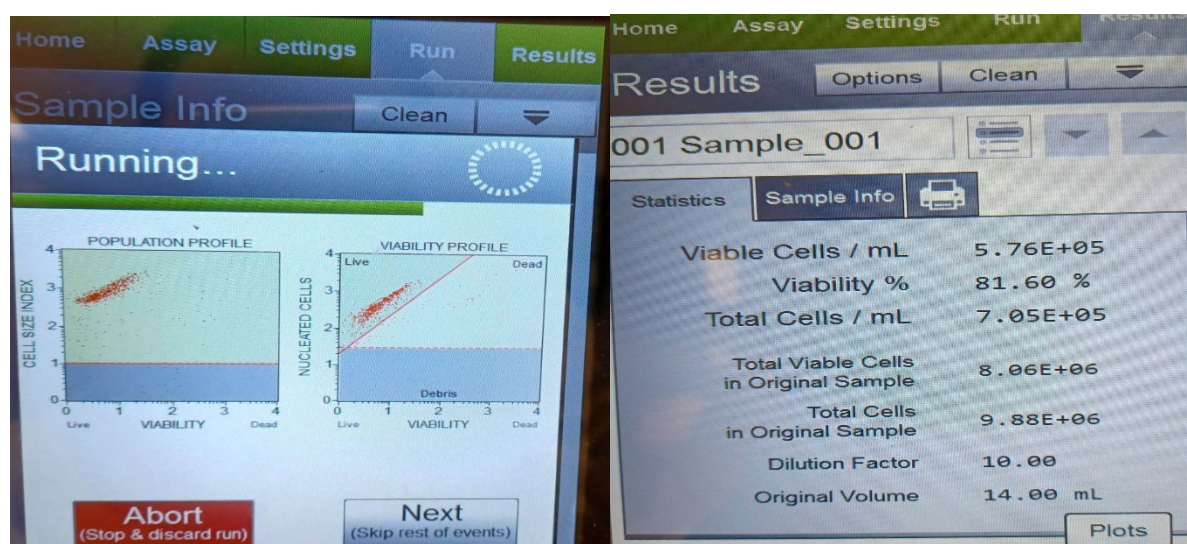 Home Assay Settings Run Results
Sample Info Clean
Running...
POPULATION PROFILE
CELL SIZE INDEX
4
3
2
1
0
0 1 2 3 4
Live VIABILITY Dead
VIABILITY PROFILE
NUCLEATED CELLS
4
3
2
1
0
Live Dead
Debris
0 1 2 3 4
Live VIABILITY Dead
Abort
(Stop & discard run)
Next
(Skip rest of events)
Home Assay Settings Run Results
Results Options Clean
001 Sample_001
Statistics Sample Info
Viable Cells / mL 5.76E+05
Viability % 81.60 %
Total Cells / mL 7.05E+05
Total Viable Cells
in Original Sample 8.06E+06
Total Cells
in Original Sample 9.88E+06
Dilution Factor 10.00
Original Volume 14.00 mL
Plots